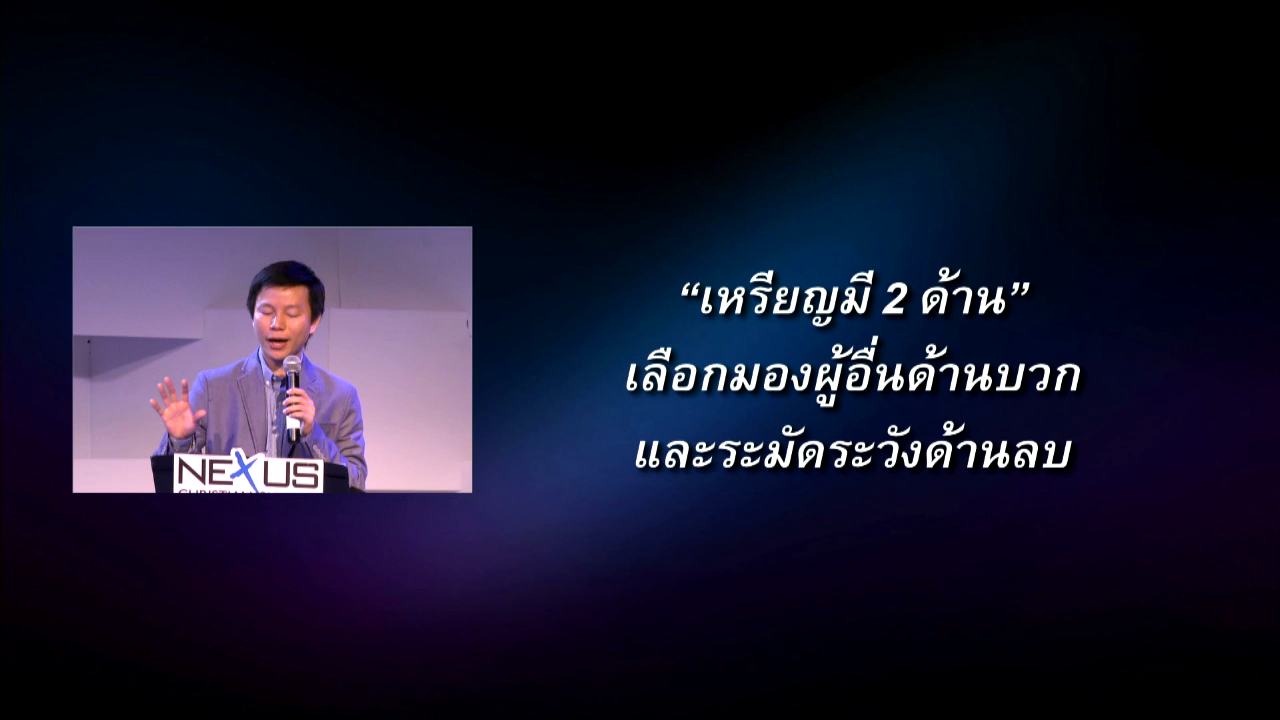 “เหรียญมี 2 ด้าน”
เลือกมองผู้อื่นด้านบวก
และระมัดระวังด้านลบ
NEXUS